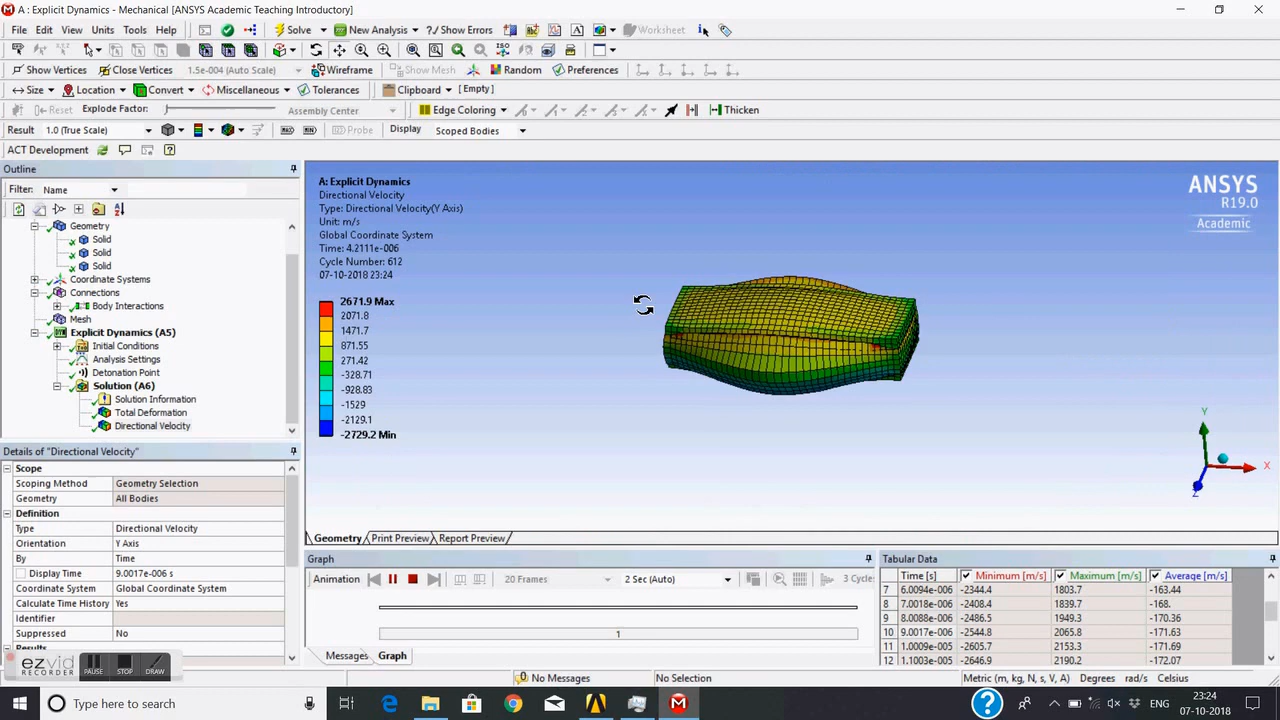 A : Explicit Dynamics - Mechanical [ANSYS Academic Teaching Introductory]
File Edit View Units Tools Help Solve New Analysis Show Errors Worksheet
Show Vertices Close Vertices 1.5e-004 (Auto Scale) Wireframe Show Mesh Random Preferences
Size Location Convert Miscellaneous Tolerances Clipboard [Empty]
Reset Explode Factor: Assembly Center Edge Coloring Thicken
Result 1.0 (True Scale) Probe Display Scoped Bodies
ACT Development
Outline
Filter: Name
Geometry
Solid
Solid
Solid
Coordinate Systems
Connections
Body Interactions
Mesh
Explicit Dynamics (A5)
Initial Conditions
Analysis Settings
Detonation Point
Solution (A6)
Solution Information
Total Deformation
Directional Velocity
Details of "Directional Velocity"
Scope
Scoping Method Geometry Selection
Geometry All Bodies
Definition
Type Directional Velocity
Orientation Y Axis
By Time
Display Time 9.0017e-006 s
Coordinate System Global Coordinate System
Calculate Time History Yes
Identifier
Suppressed No
Results
ezvid
RECORDER
PAUSE STOP DRAW
A: Explicit Dynamics
Directional Velocity
Type: Directional Velocity(Y Axis)
Unit: m/s
Global Coordinate System
Time: 4.2111e-006
Cycle Number: 612
07-10-2018 23:24
2671.9 Max
2071.8
1471.7
871.55
271.42
-328.71
-928.83
-1529
-2129.1
-2729.2 Min
ANSYS
R19.0
Academic
Y
X
Z
Geometry Print Preview Report Preview
Graph
Animation 20 Frames 2 Sec (Auto) 3 Cycle
1
Messages Graph
Tabular Data
Time [s] Minimum [m/s] Maximum [m/s] Average [m/s]
7 6.0094e-006 -2344.4 1803.7 -163.44
8 7.0018e-006 -2408.4 1839.7 -168.
9 8.0088e-006 -2486.5 1949.3 -170.36
10 9.0017e-006 -2544.8 2065.8 -171.63
11 1.0009e-005 -2605.7 2153.3 -171.69
12 1.1003e-005 -2646.9 2190.2 -172.07
No Messages No Selection Metric (m, kg, N, s, V, A) Degrees rad/s Celsius
Type here to search
ENG
23:24
07-10-2018